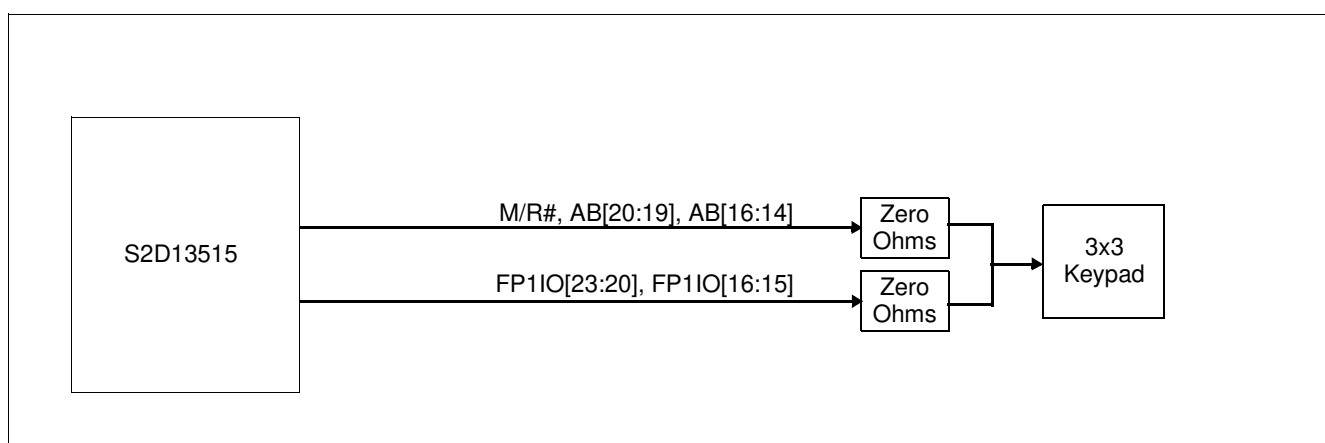 S2D13515
M/R#, AB[20:19], AB[16:14]
FP1IO[23:20], FP1IO[16:15]
Zero
Ohms
Zero
Ohms
3x3
Keypad